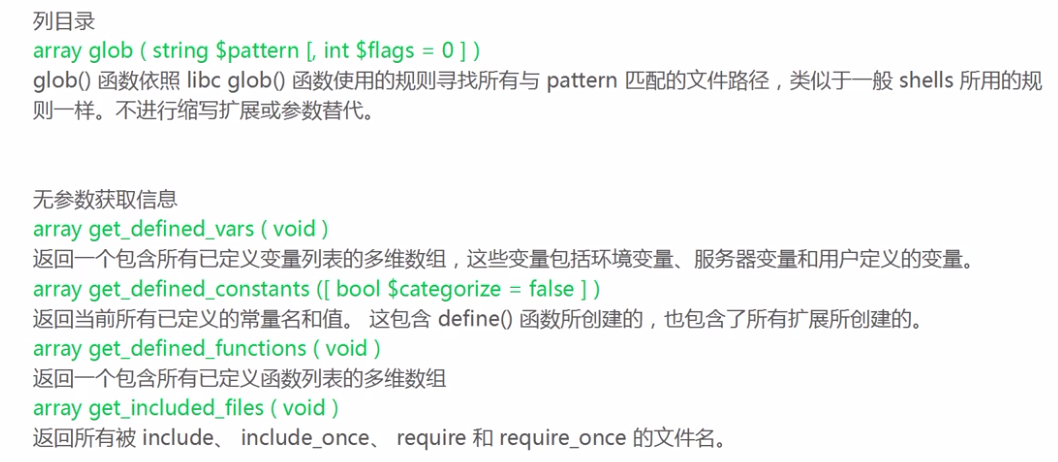 列目录
array glob ( string $pattern [, int $flags = 0 ] )
glob() 函数依照 libc glob() 函数使用的规则寻找所有与 pattern 匹配的文件路径，类似于一般 shells 所用的规
则一样。不进行缩写扩展或参数替代。
无参数获取信息
array get_defined_vars ( void )
返回一个包含所有已定义变量列表的多维数组，这些变量包括环境变量、服务器变量和用户定义的变量。
array get_defined_constants ([ bool $categorize = false ] )
返回当前所有已定义的常量名和值。 这包含 define() 函数所创建的，也包含了所有扩展所创建的。
array get_defined_functions ( void )
返回一个包含所有已定义函数列表的多维数组
array get_included_files ( void )
返回所有被 include、 include_once、 require 和 require_once 的文件名。